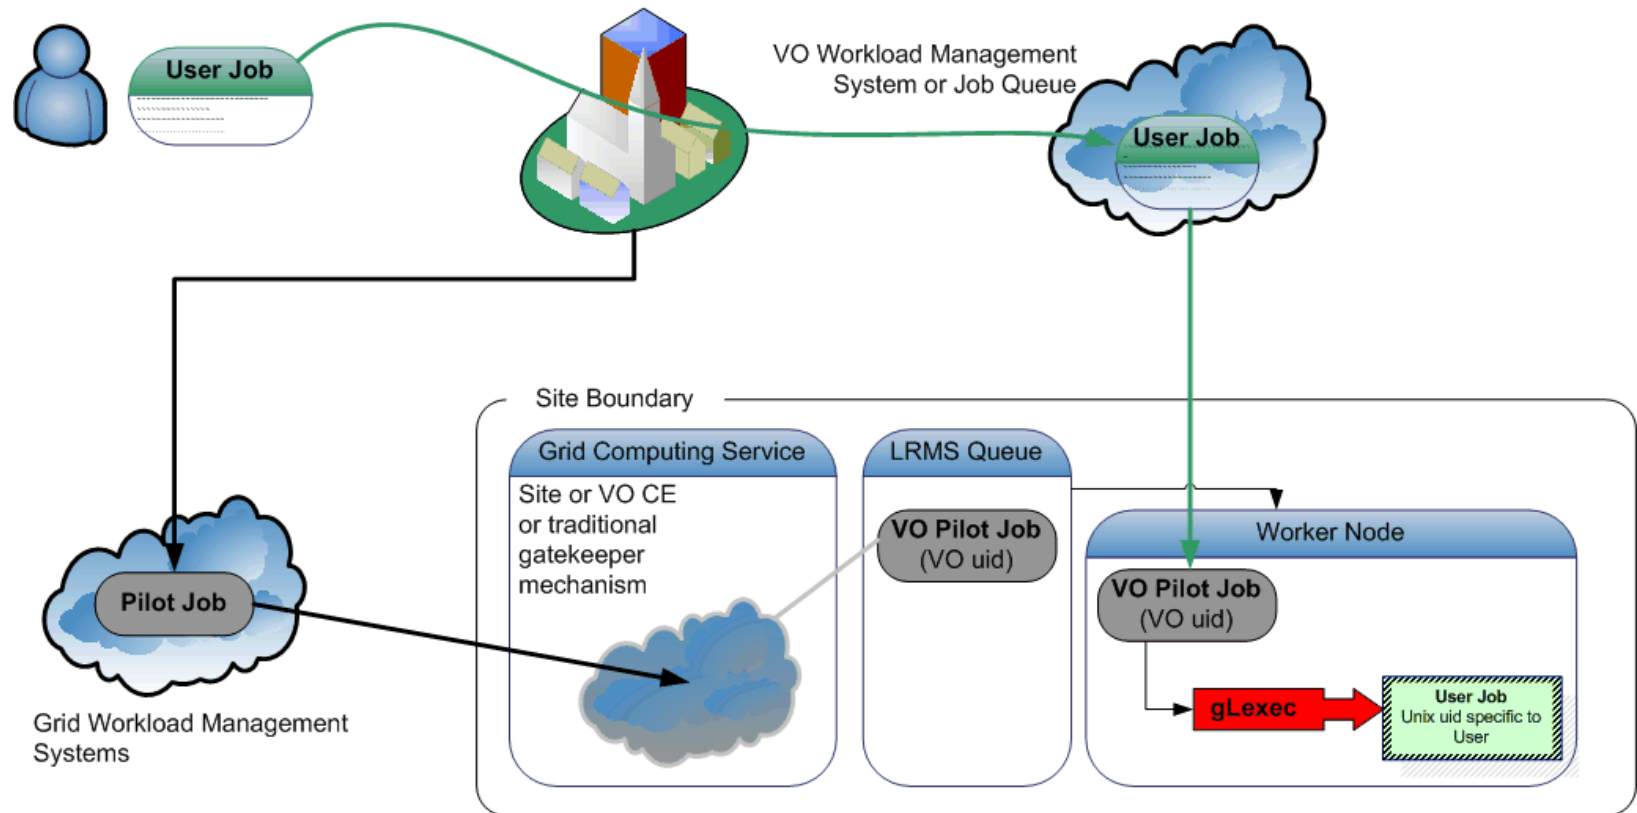 User Job
VO Workload Management
System or Job Queue
User Job
Site Boundary
Grid Computing Service
Site or VO CE
or traditional
gatekeeper
mechanism
LRMS Queue
VO Pilot Job
(VO uid)
Worker Node
VO Pilot Job
(VO uid)
gLexec
User Job
Unix uid specific to
User
Pilot Job
Grid Workload Management
Systems